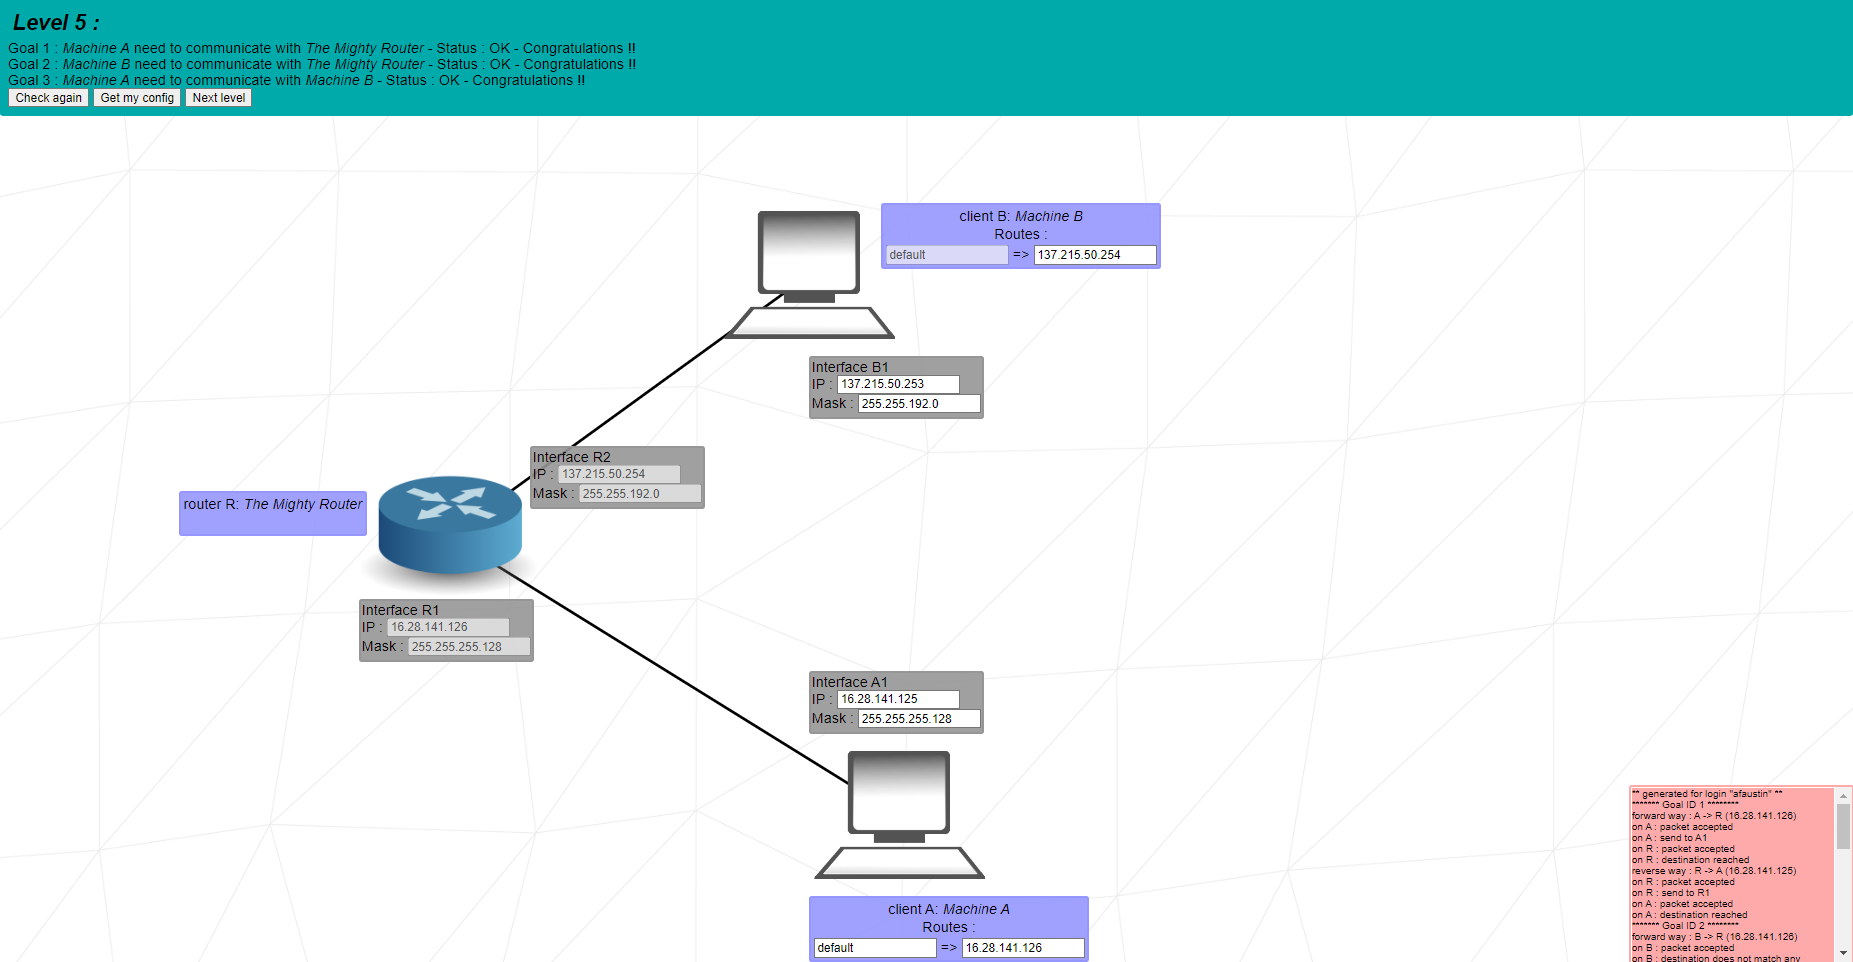 Level 5 :
Goal 1 : Machine A need to communicate with The Mighty Router - Status : OK - Congratulations !!
Goal 2 : Machine B need to communicate with The Mighty Router - Status : OK - Congratulations !!
Goal 3 : Machine A need to communicate with Machine B - Status : OK - Congratulations !!
Check again Get my config Next level
client B: Machine B
Routes :
default => 137.215.50.254
Interface B1
IP : 137.215.50.253
Mask : 255.255.192.0
Interface R2
IP : 137.215.50.254
Mask : 255.255.192.0
router R: The Mighty Router
Interface R1
IP : 16.28.141.126
Mask : 255.255.255.128
Interface A1
IP : 16.28.141.125
Mask : 255.255.255.128
client A: Machine A
Routes :
default => 16.28.141.126
** generated for login "afaustin" **
******* Goal ID 1 ********
forward way : A -> R (16.28.141.126)
on A : packet accepted
on A : send to A1
on R : packet accepted
on R : destination reached
reverse way : R -> A (16.28.141.125)
on R : packet accepted
on R : send to R1
on A : packet accepted
on A : destination reached
******* Goal ID 2 ********
forward way : B -> R (16.28.141.126)
on B : packet accepted
on B : destination does not match any